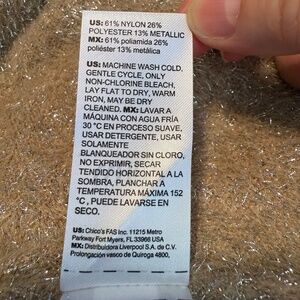 US: 61% NYLON 26%
POLYESTER 13% METALLIC
MX: 61% poliamida 26%
poliéster 13% metálica
US: MACHINE WASH COLD,
GENTLE CYCLE, ONLY
NON-CHLORINE BLEACH,
LAY FLAT TO DRY, WARM
IRON, MAY BE DRY
CLEANED. MX: LAVAR A
MÁQUINA CON AGUA FRÍA
30 °C EN PROCESO SUAVE,
USAR DETERGENTE, USAR
SOLAMENTE
BLANQUEADOR SIN CLORO,
NO EXPRIMIR, SECAR
TENDIDO HORIZONTAL A LA
SOMBRA, PLANCHAR A
TEMPERATURA MÁXIMA 152
°C , PUEDE LAVARSE EN
SECO.
US: Chico's FAS Inc. 11215 Metro
Parkway Fort Myers, FL 33966 USA
MX: Distribuidora Liverpool S.A. de C.V.
Prolongación vasco de Quiroga 4800,